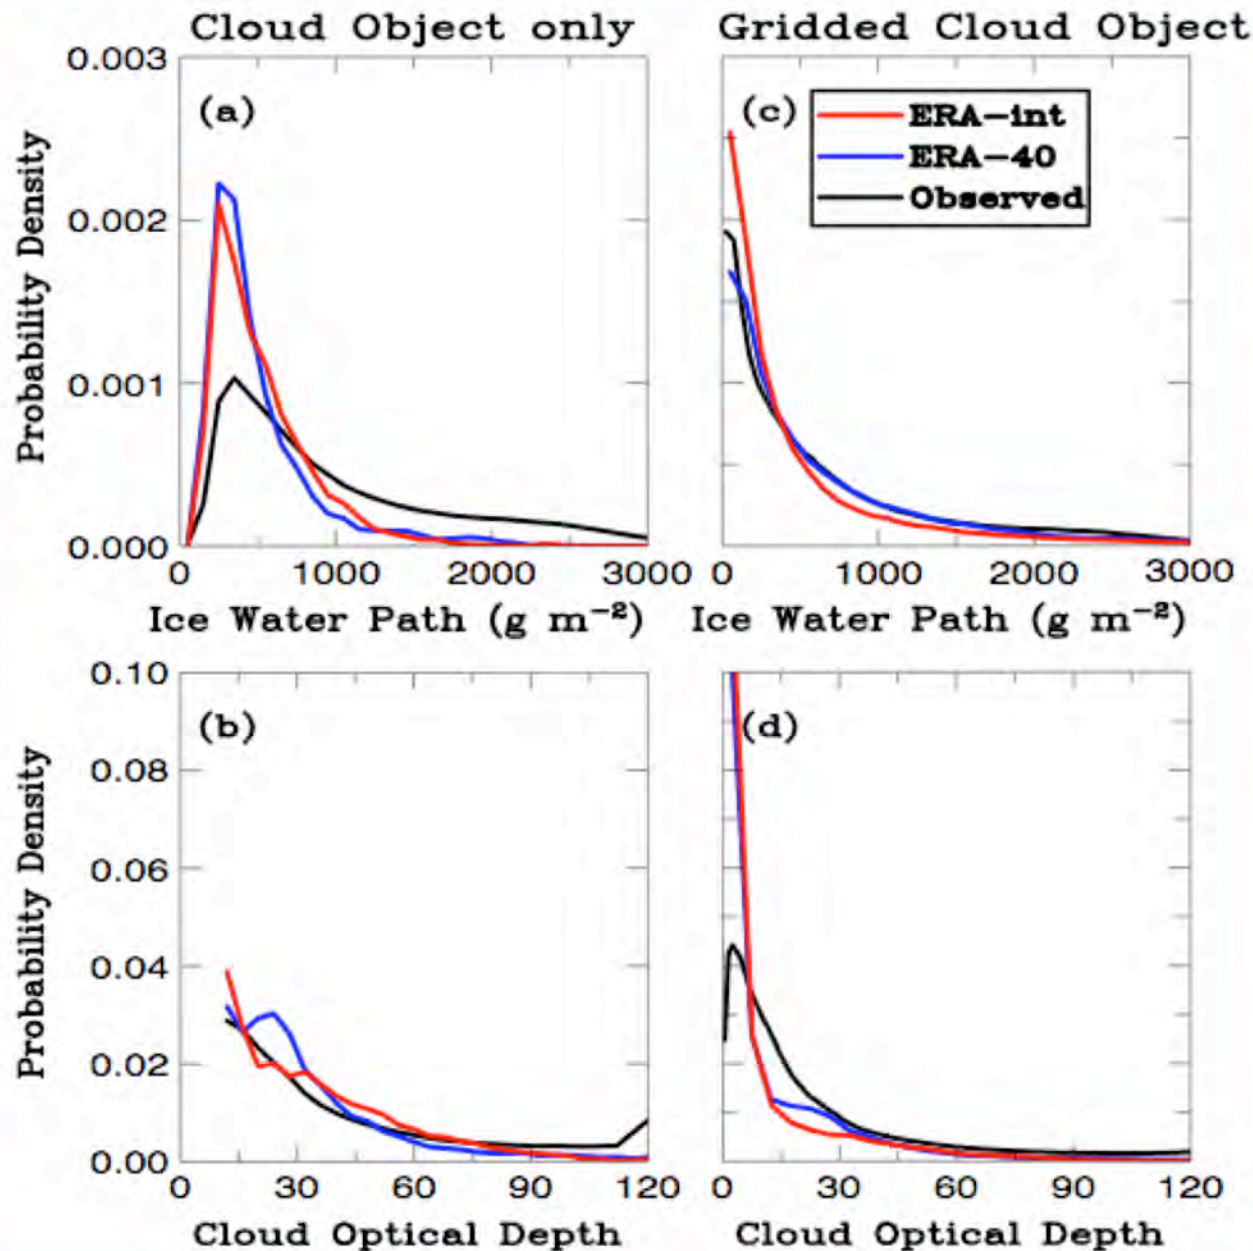 Cloud Object only
Gridded Cloud Object
0.003
0.002
0.001
0.000
Probability Density
(a)
0 1000 2000 3000
Ice Water Path (g m⁻²)
(c)
ERA-int
ERA-40
Observed
0 1000 2000 3000
Ice Water Path (g m⁻²)
0.10
0.08
0.06
0.04
0.02
0.00
Probability Density
(b)
0 30 60 90 120
Cloud Optical Depth
(d)
0 30 60 90 120
Cloud Optical Depth